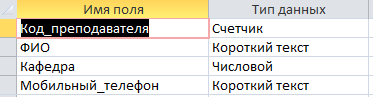 Имя поля Тип данных
Код_преподавателя Счетчик
ФИО Короткий текст
Кафедра Числовой
Мобильный_телефон Короткий текст